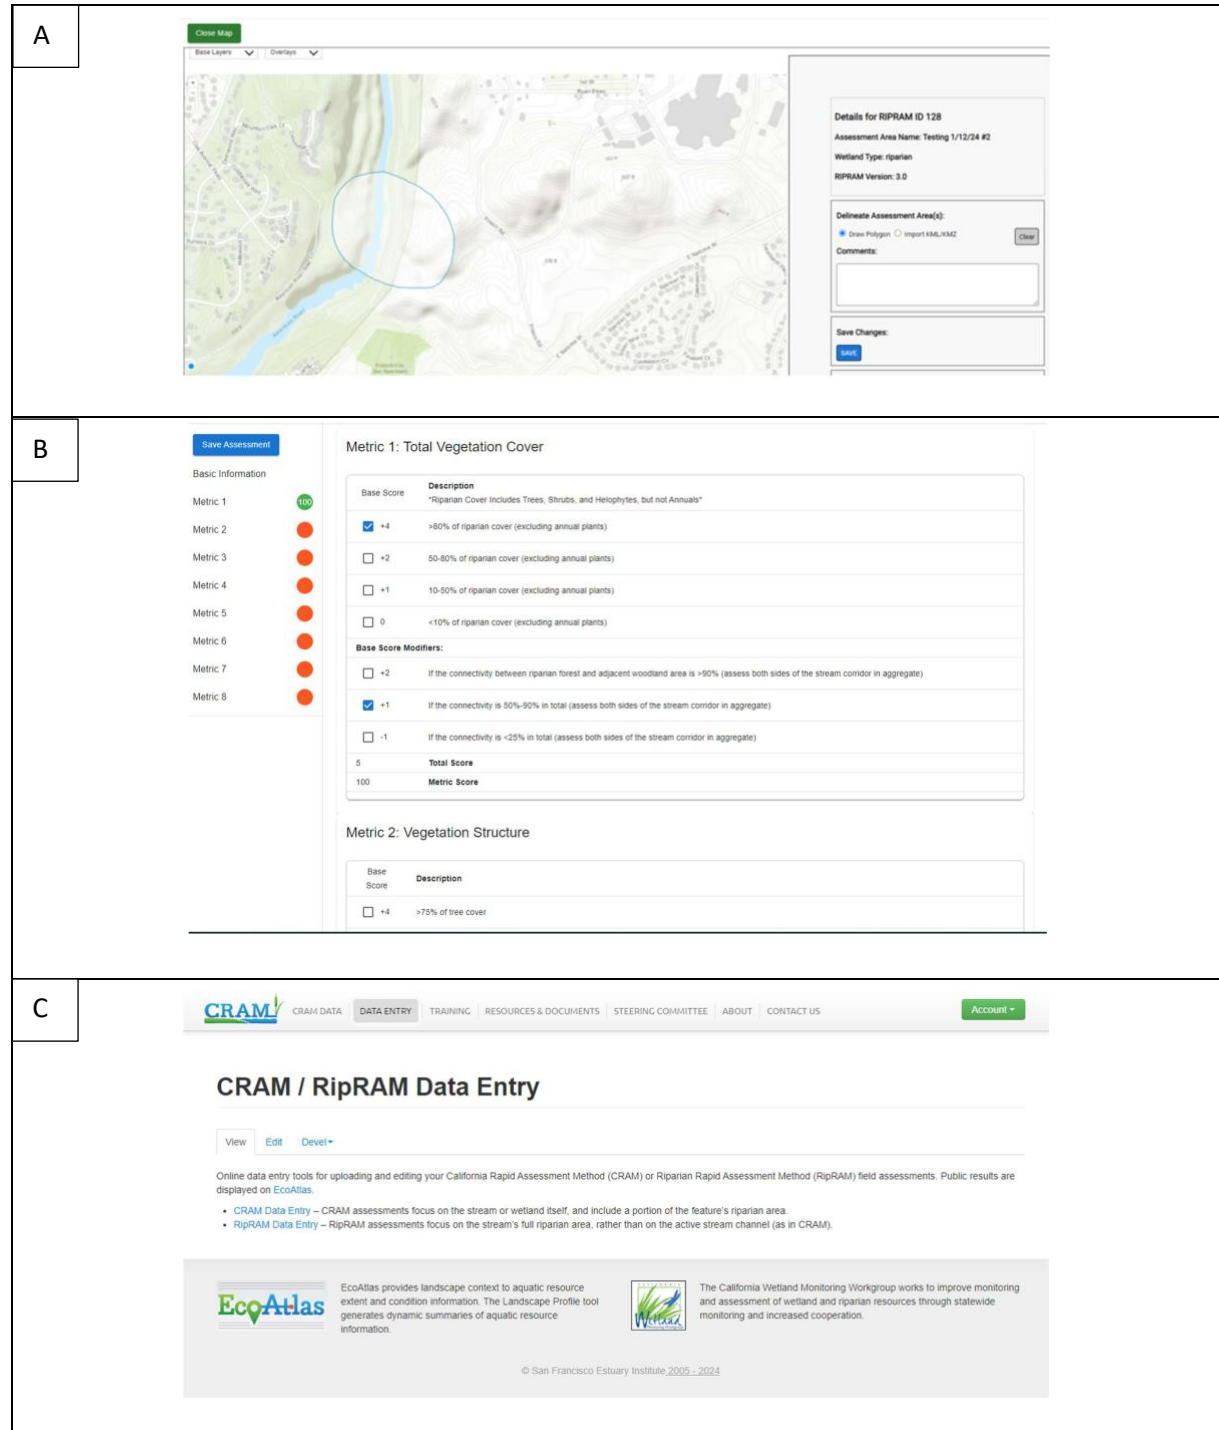 A
Close Map
Base Layers
Overlays
American River
Details for RIPRAM ID 128
Assessment Area Name: Testing 1/12/24 #2
Wetland Type: riparian
RIPRAM Version: 3.0
Delineate Assessment Area(s):
Draw Polygon Import KML/KMZ
Clear
Comments:
Save Changes:
SAVE
B
Save Assessment
Basic Information
Metric 1 100
Metric 2
Metric 3
Metric 4
Metric 5
Metric 6
Metric 7
Metric 8
Metric 1: Total Vegetation Cover
Base Score Description
*Riparian Cover Includes Trees, Shrubs, and Helophytes, but not Annuals*
+4 >80% of riparian cover (excluding annual plants)
+2 50-80% of riparian cover (excluding annual plants)
+1 10-50% of riparian cover (excluding annual plants)
0 <10% of riparian cover (excluding annual plants)
Base Score Modifiers:
+2 If the connectivity between riparian forest and adjacent woodland area is >90% (assess both sides of the stream corridor in aggregate)
+1 If the connectivity is 50%-90% in total (assess both sides of the stream corridor in aggregate)
-1 If the connectivity is <25% in total (assess both sides of the stream corridor in aggregate)
5 Total Score
100 Metric Score
Metric 2: Vegetation Structure
Base
Score
Description
+4 >75% of tree cover
C
CRAM CRAM DATA DATA ENTRY TRAINING RESOURCES & DOCUMENTS STEERING COMMITTEE ABOUT CONTACT US Account
CRAM / RipRAM Data Entry
View Edit Devel
Online data entry tools for uploading and editing your California Rapid Assessment Method (CRAM) or Riparian Rapid Assessment Method (RipRAM) field assessments. Public results are
displayed on EcoAtlas.
• CRAM Data Entry – CRAM assessments focus on the stream or wetland itself, and include a portion of the feature's riparian area.
• RipRAM Data Entry – RipRAM assessments focus on the stream's full riparian area, rather than on the active stream channel (as in CRAM).
EcoAtlas
EcoAtlas provides landscape context to aquatic resource
extent and condition information. The Landscape Profile tool
generates dynamic summaries of aquatic resource
information.
Wetland
The California Wetland Monitoring Workgroup works to improve monitoring
and assessment of wetland and riparian resources through statewide
monitoring and increased cooperation.
© San Francisco Estuary Institute 2005 - 2024